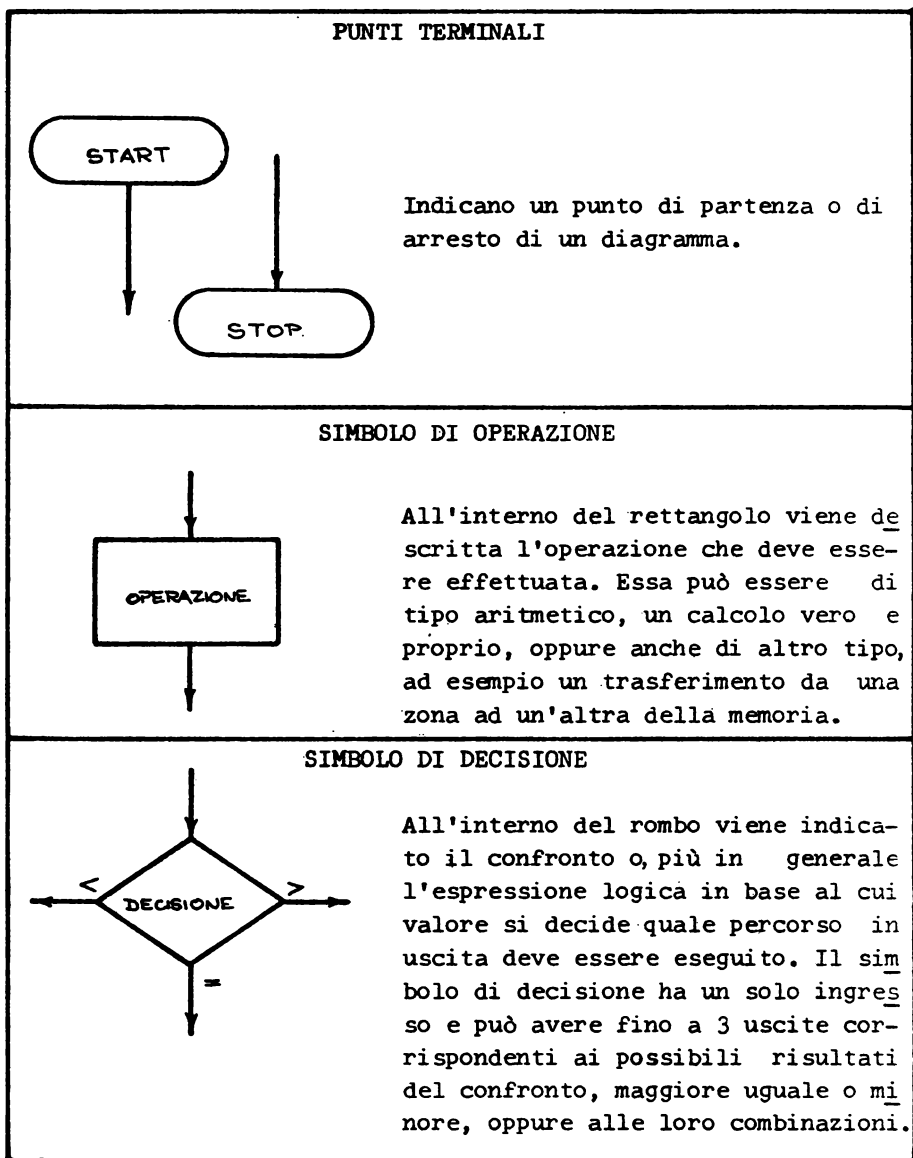 PUNTI TERMINALI
START
STOP.
Indicano un punto di partenza o di
arresto di un diagramma.
SIMBOLO DI OPERAZIONE
OPERAZIONE
All'interno del rettangolo viene de
scritta l'operazione che deve esse-
re effettuata. Essa può essere di
tipo aritmetico, un calcolo vero e
proprio, oppure anche di altro tipo,
ad esempio un trasferimento da una
zona ad un'altra della memoria.
SIMBOLO DI DECISIONE
<
DECISIONE
>
=
All'interno del rombo viene indica-
to il confronto o, più in generale
l'espressione logica in base al cui
valore si decide quale percorso in
uscita deve essere eseguito. Il sim
bolo di decisione ha un solo ingres
so e può avere fino a 3 uscite cor-
rispondenti ai possibili risultati
del confronto, maggiore uguale o mi
nore, oppure alle loro combinazioni.